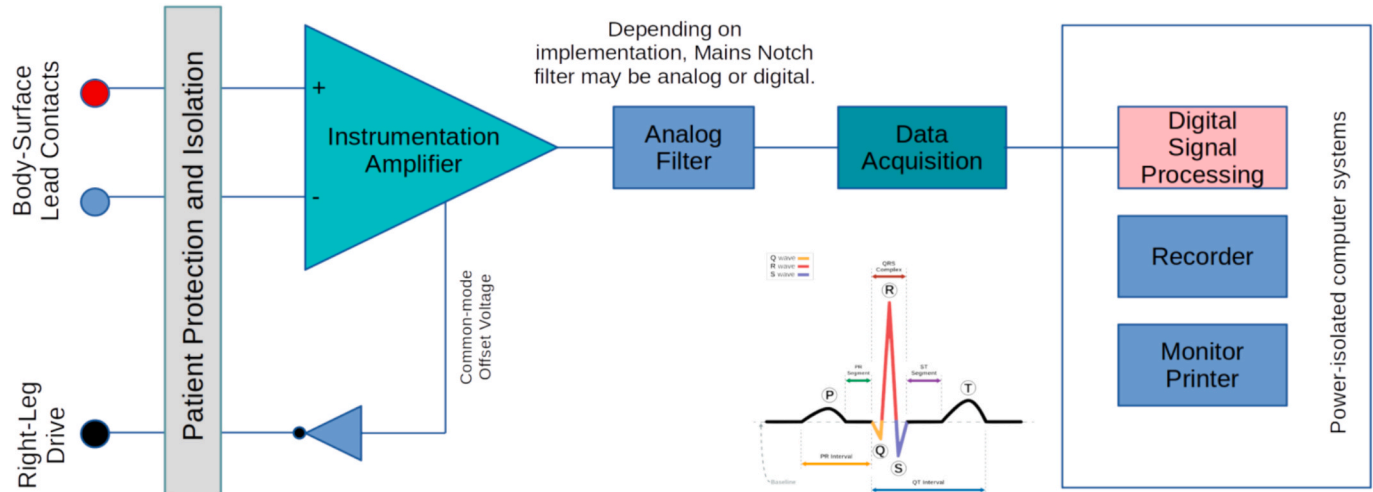 Body-Surface
Lead Contacts
Right-Leg
Drive
Patient Protection and Isolation
+
-
Instrumentation
Amplifier
Common-mode
Offset Voltage
Depending on
implementation, Mains Notch
filter may be analog or digital.
Analog
Filter
Data
Acquisition
Digital
Signal
Processing
Recorder
Monitor
Printer
Power-isolated computer systems
Q wave
R wave
S wave
QRS
Complex
R
PR
Segment
ST
Segment
P
T
Q
S
PR Interval
Baseline
QT Interval